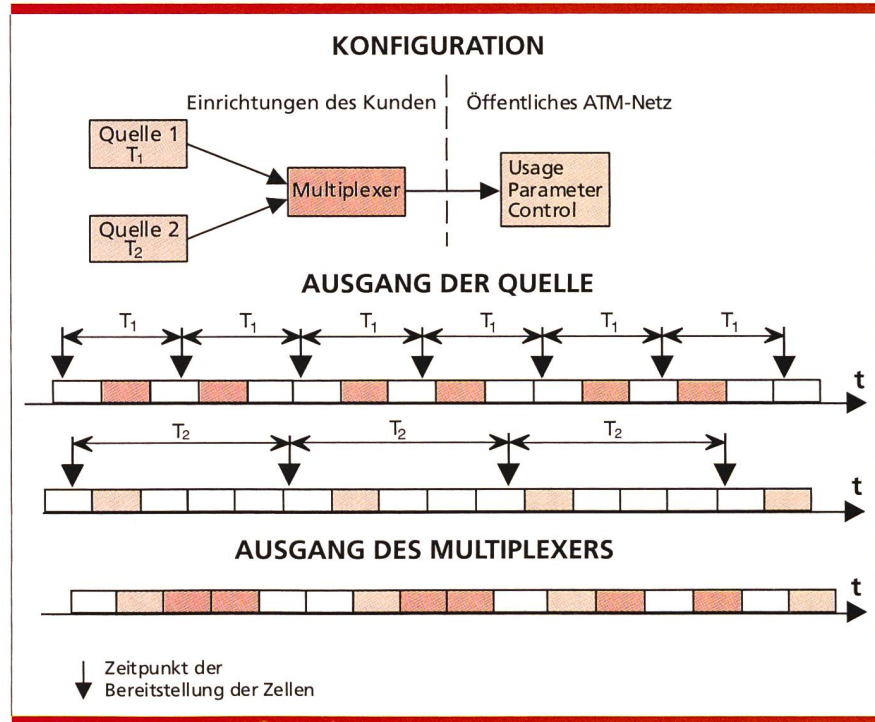 KONFIGURATION
Einrichtungen des Kunden
Öffentliches ATM-Netz
Quelle 1
T₁
Multiplexer
Usage
Parameter
Control
Quelle 2
T₂
AUSGANG DER QUELLE
T₁ T₁ T₁ T₁ T₁ T₁
t
T₂ T₂ T₂
t
AUSGANG DES MULTIPLEXERS
t
Zeitpunkt der
Bereitstellung der Zellen